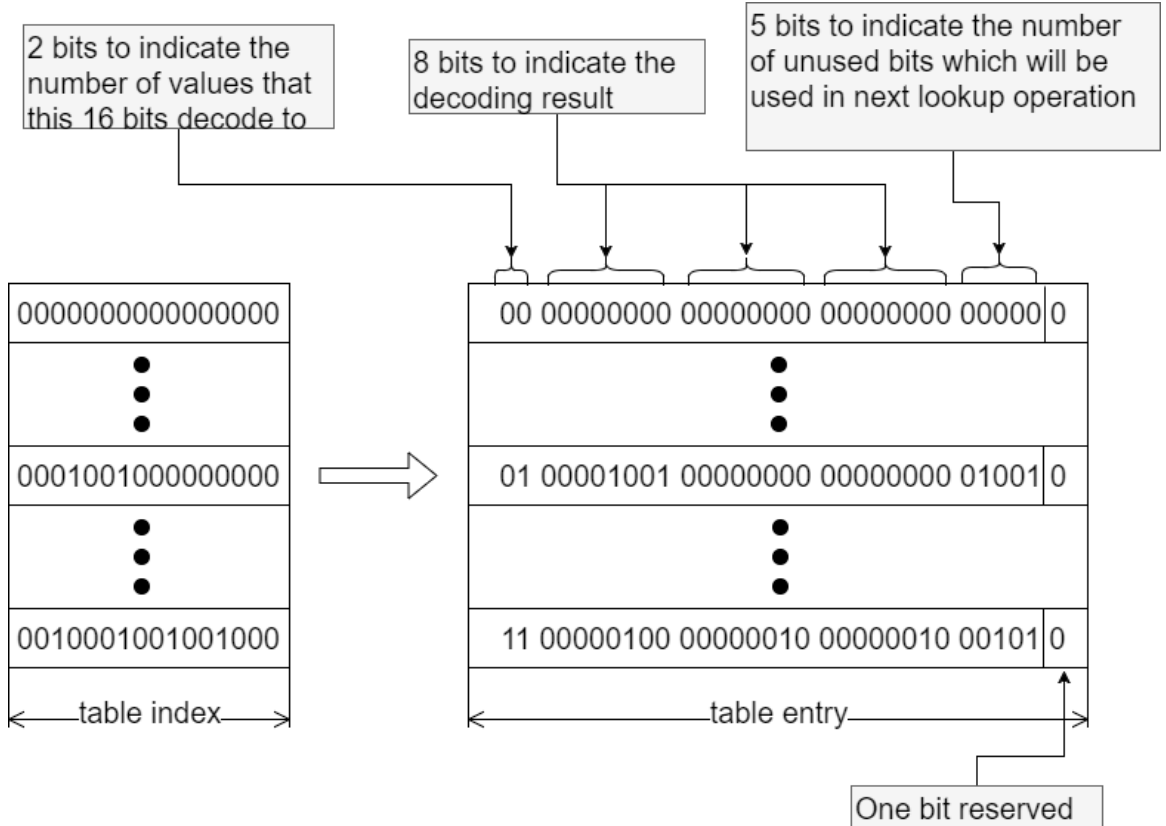 2 bits to indicate the
number of values that
this 16 bits decode to
8 bits to indicate the
decoding result
5 bits to indicate the number
of unused bits which will be
used in next lookup operation
0000000000000000
00 00000000 00000000 00000000 00000 0
0001001000000000
01 00001001 00000000 00000000 01001 0
0010001001001000
11 00000100 00000010 00000010 00101 0
table index
table entry
One bit reserved